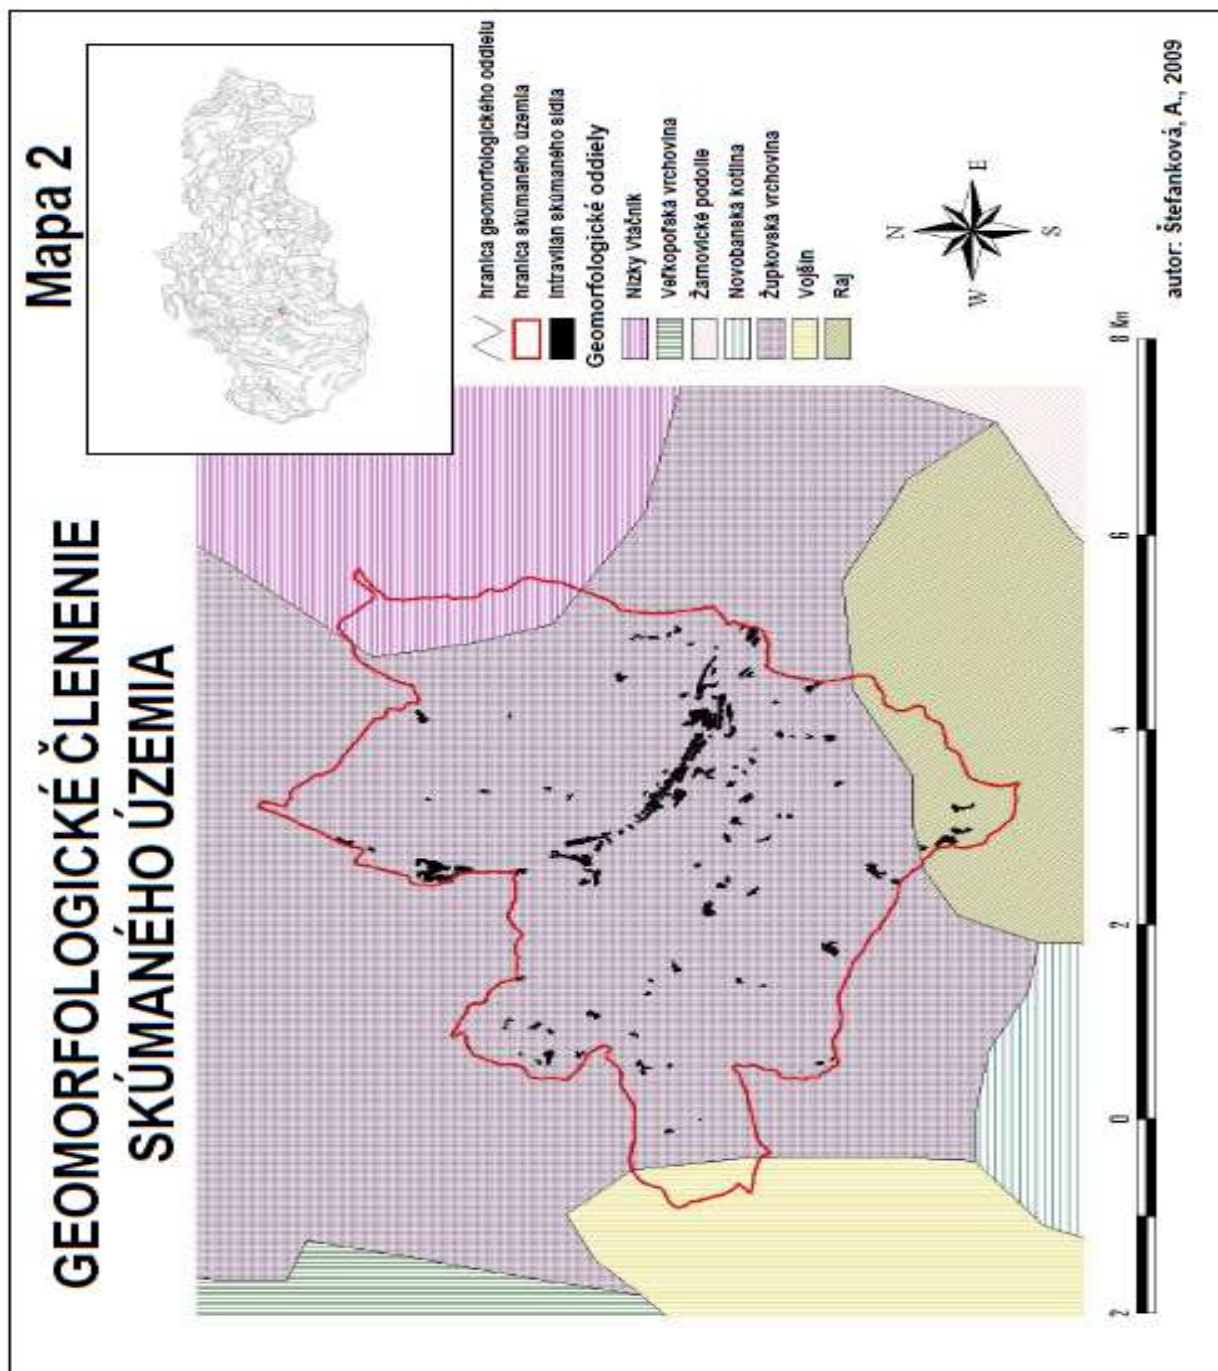 Mapa 2
GEOMORFOLOGICKÉ ČLENENIE
SKÚMANÉHO ÚZEMIA
hranica geomorfologického oddielu
hranica skúmaného územia
Intravilán skúmaného sídla
Geomorfologické oddiely
Nízky Vtáčnik
Veľkopoľská vrchovina
Žarnovické podolie
Novobanská kotlina
Župkovská vrchovina
Vojšín
Raj
N
W
E
S
2 0 2 4 6 8 Km
autor: Štefanková, A., 2009